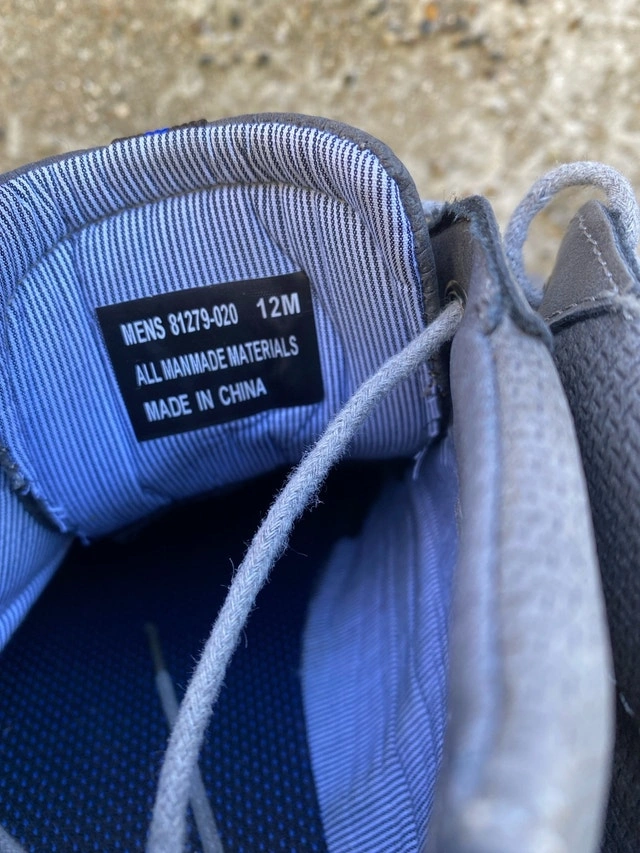 MENS 81279-020 12M
ALL MANMADE MATERIALS
MADE IN CHINA